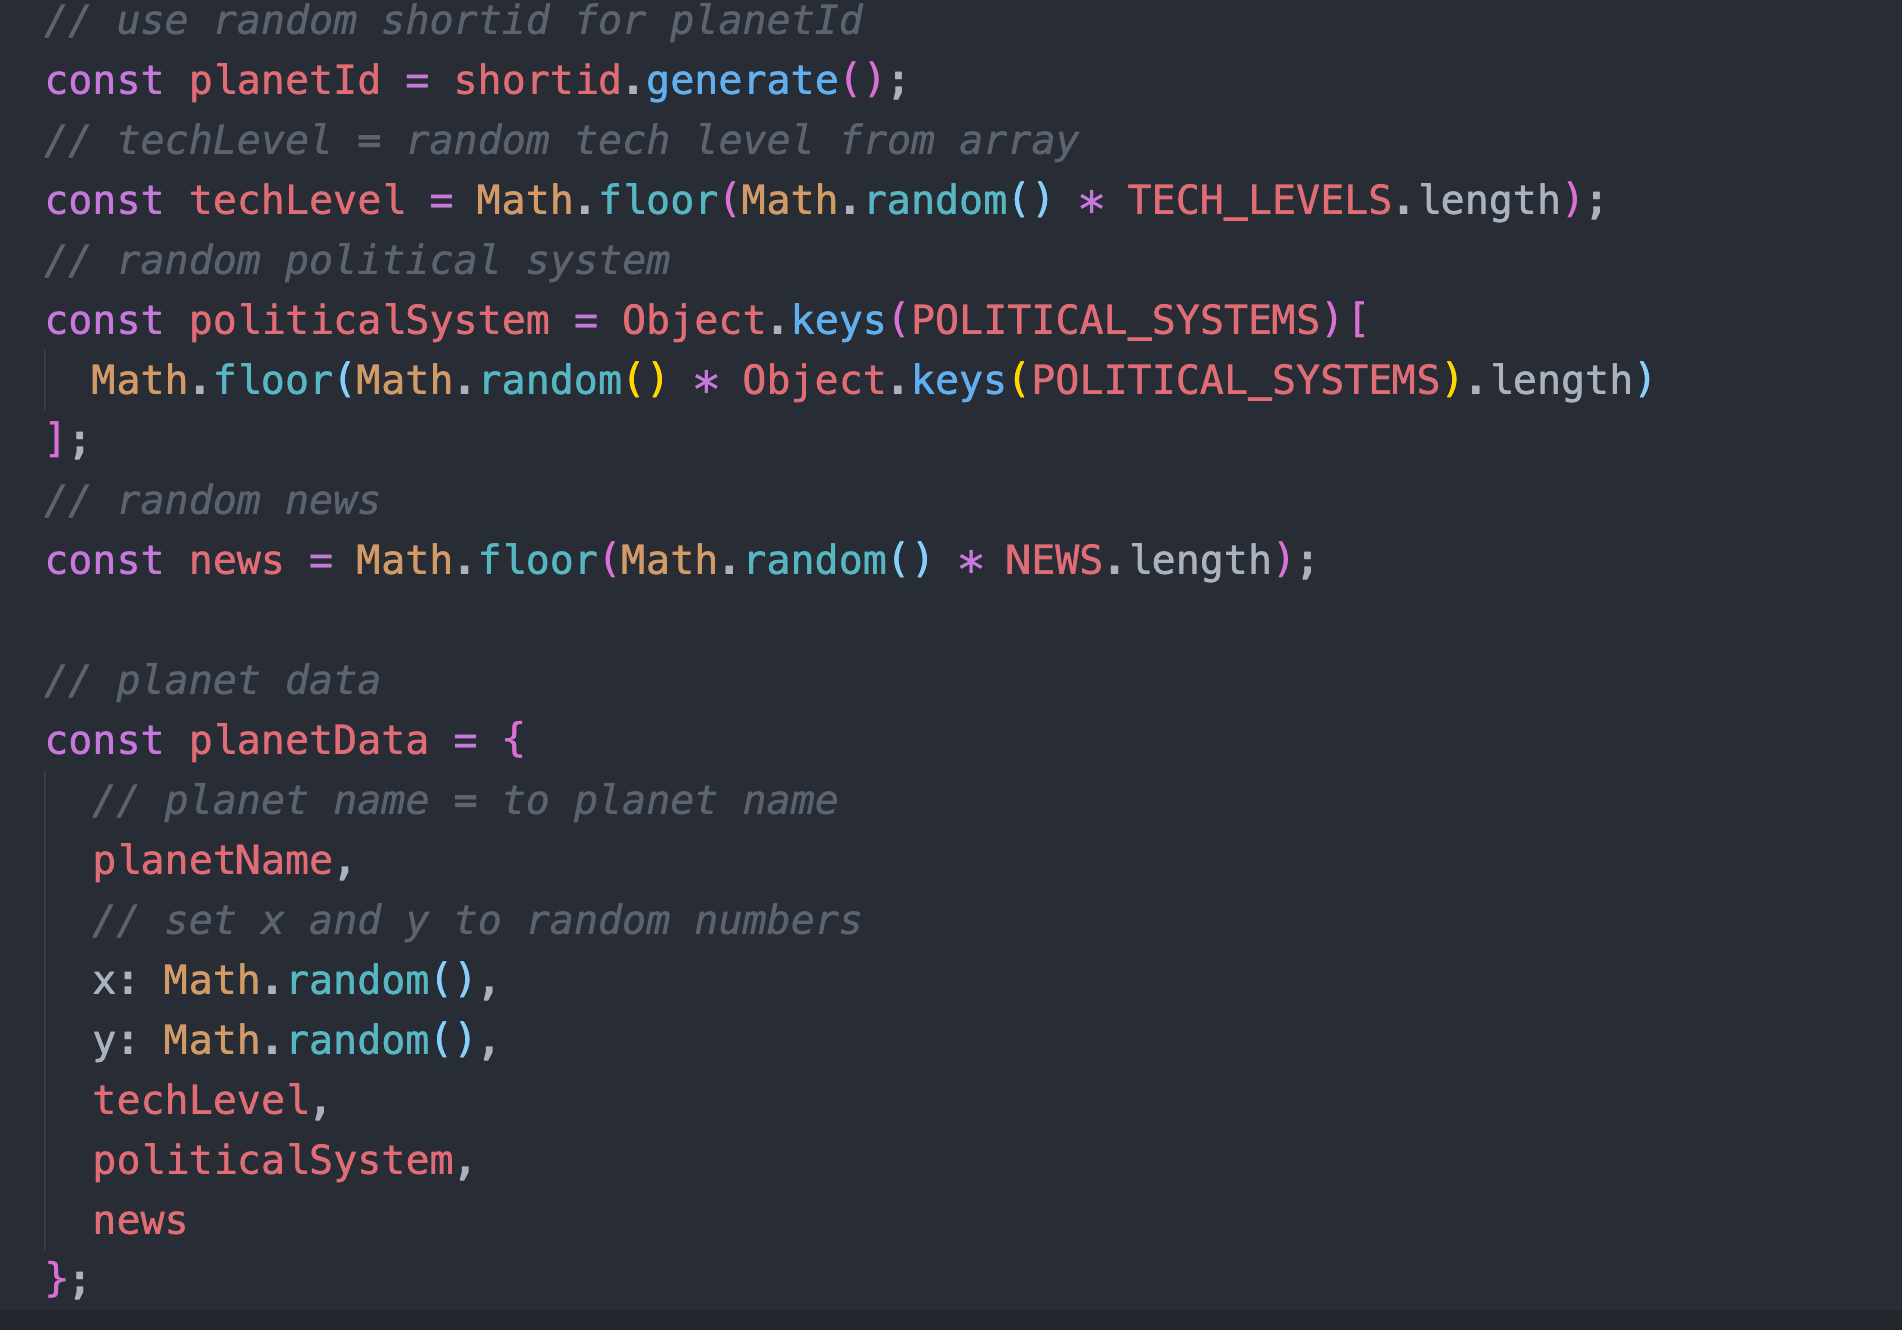 // use random shortid for planetId
const planetId = shortid.generate();
// techLevel = random tech level from array
const techLevel = Math.floor(Math.random() * TECH_LEVELS.length);
// random political system
const politicalSystem = Object.keys(POLITICAL_SYSTEMS)[
  Math.floor(Math.random() * Object.keys(POLITICAL_SYSTEMS).length)
];
// random news
const news = Math.floor(Math.random() * NEWS.length);

// planet data
const planetData = {
  // planet name = to planet name
  planetName,
  // set x and y to random numbers
  x: Math.random(),
  y: Math.random(),
  techLevel,
  politicalSystem,
  news
};